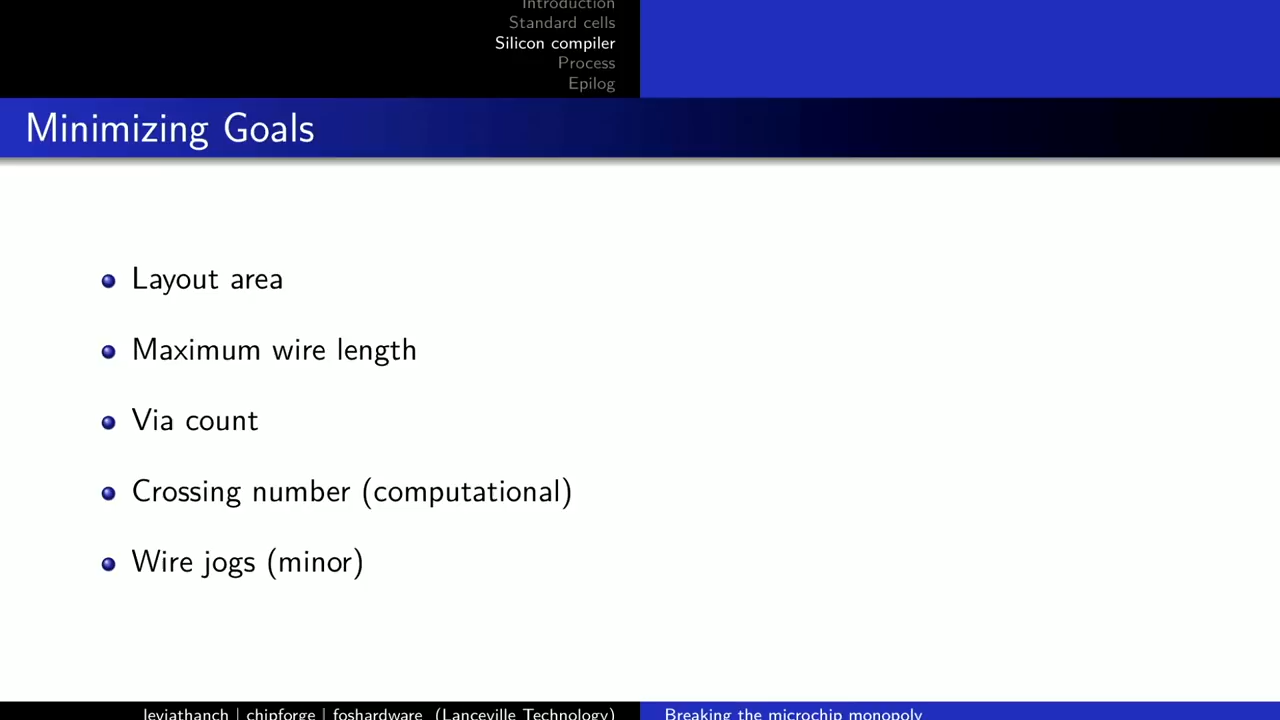 Introduction
Standard cells
Silicon compiler
Process
Epilog
Minimizing Goals
Layout area
Maximum wire length
Via count
Crossing number (computational)
Wire jogs (minor)
leviathanch | chipforge | foshardware (Lanceville Technology)
Breaking the microchip monopoly